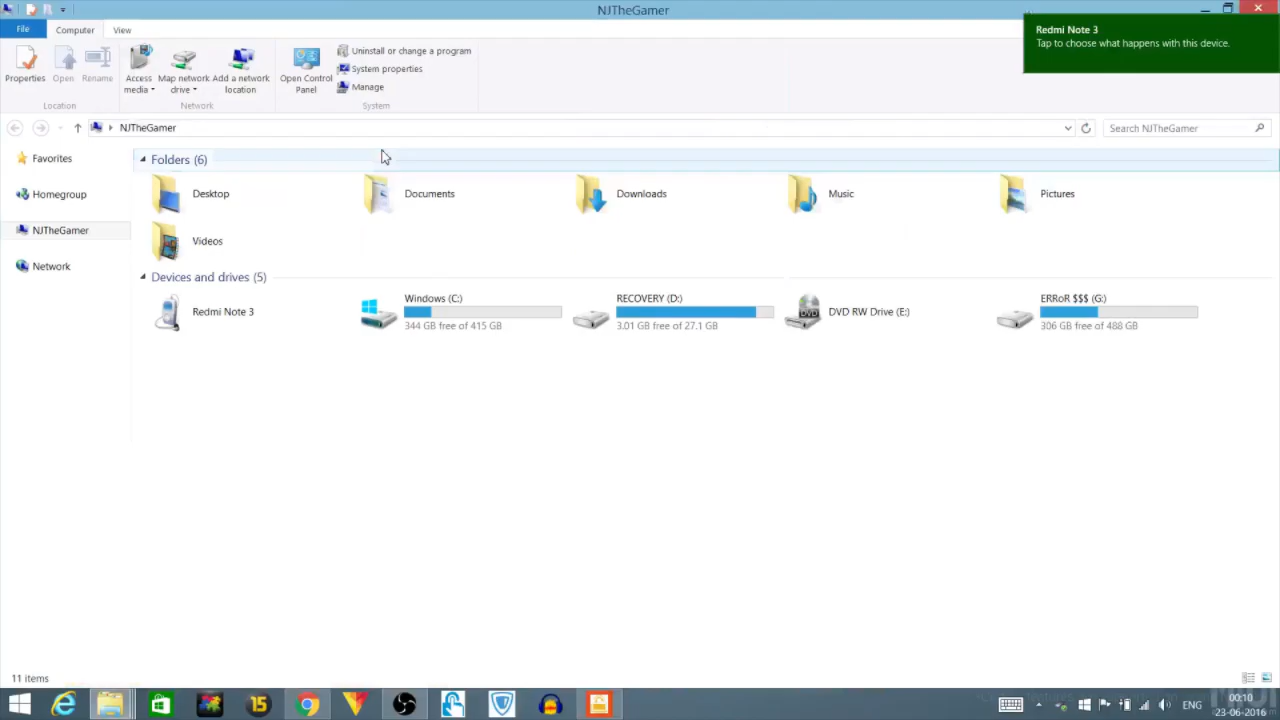 NJTheGamer
File
Computer
View
Redmi Note 3
Tap to choose what happens with this device.
Properties
Open
Rename
Access media
Map network drive
Add a network location
Open Control Panel
Uninstall or change a program
System properties
Manage
Location
Network
System
NJTheGamer
Search NJTheGamer
Favorites
Homegroup
NJTheGamer
Network
Folders (6)
Desktop
Documents
Downloads
Music
Pictures
Videos
Devices and drives (5)
Redmi Note 3
Windows (C:)
344 GB free of 415 GB
RECOVERY (D:)
3.01 GB free of 27.1 GB
DVD
DVD RW Drive (E:)
ERRoR $$$ (G:)
306 GB free of 488 GB
11 items
15
ENG
00:10
23-06-2016